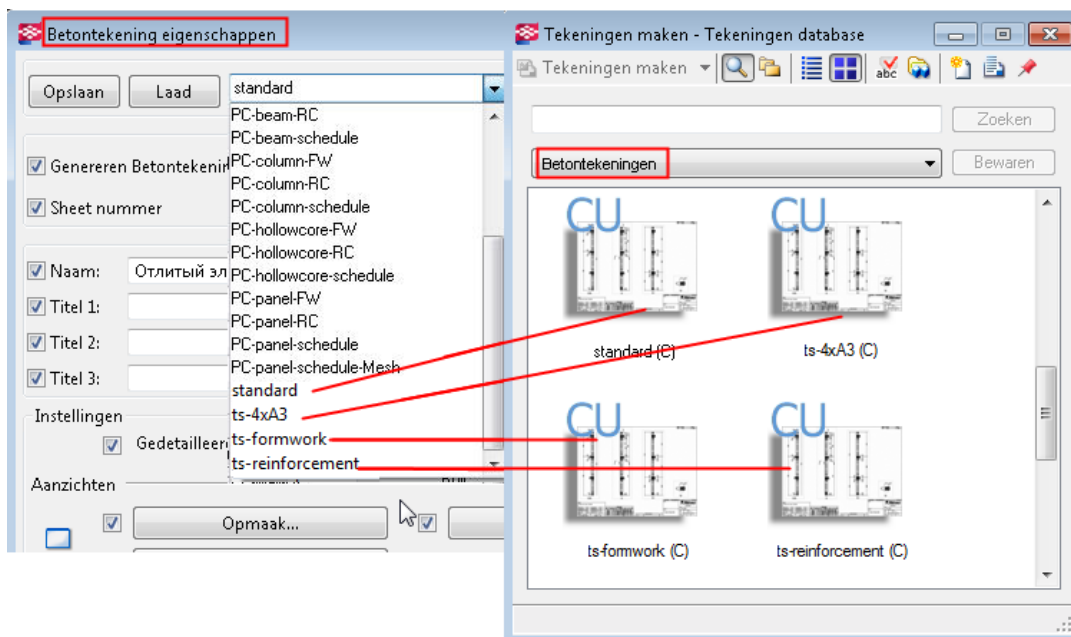 Betontekening eigenschappen
Opslaan
Laad
standard
PC-beam-RC
PC-beam-schedule
Genereren Betontekenin
PC-column-FW
PC-column-RC
Sheet nummer
PC-column-schedule
PC-hollowcore-FW
PC-hollowcore-RC
Naam:
Отлитый эл
PC-hollowcore-schedule
PC-panel-FW
Titel 1:
PC-panel-RC
Titel 2:
PC-panel-schedule
PC-panel-schedule-Mesh
Titel 3:
standard
ts-4xA3
Instellingen
Gedetailleer
ts-formwork
ts-reinforcement
Aanzichten
Opmaak...
Tekeningen maken - Tekeningen database
Tekeningen maken
abc
Zoeken
Betontekeningen
Bewaren
CU
CU
standard (C)
ts-4xA3 (C)
CU
CU
ts-formwork (C)
ts-reinforcement (C)